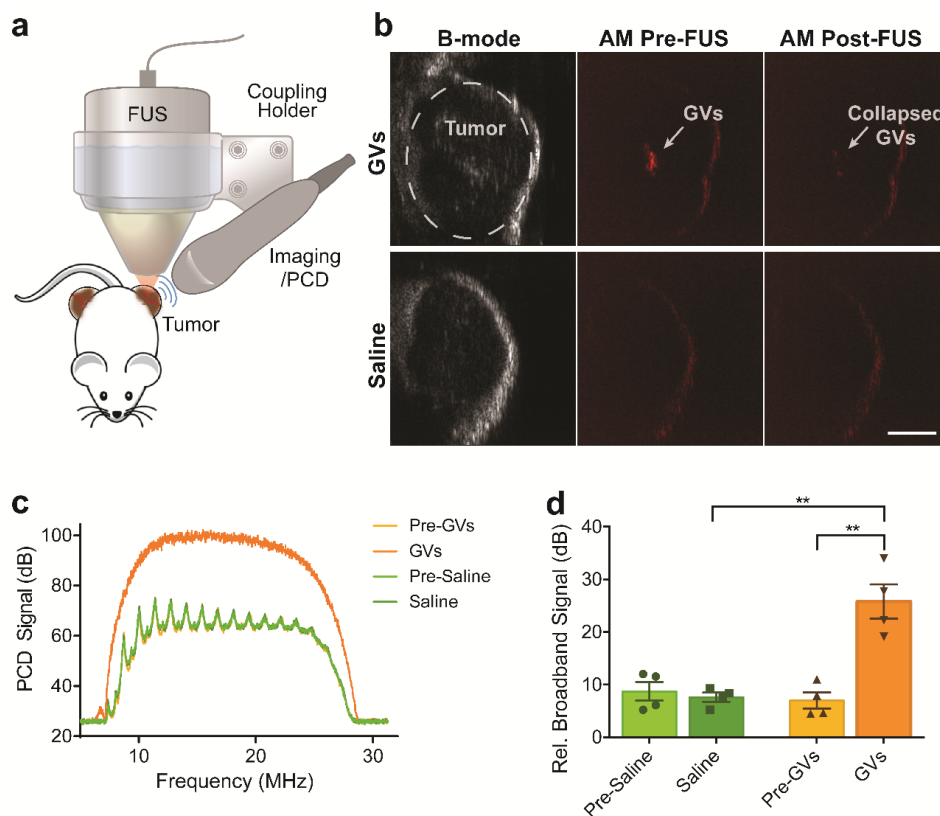 a
FUS
Coupling
Holder
Imaging
/PCD
Tumor
b
B-mode
AM Pre-FUS
AM Post-FUS
GVs
Tumor
GVs
Collapsed
GVs
Saline
c
PCD Signal (dB)
100
80
60
40
20
10
20
30
Frequency (MHz)
Pre-GVs
GVs
Pre-Saline
Saline
d
Rel. Broadband Signal (dB)
40
30
20
10
0
**
**
Pre-Saline
Saline
Pre-GVs
GVs